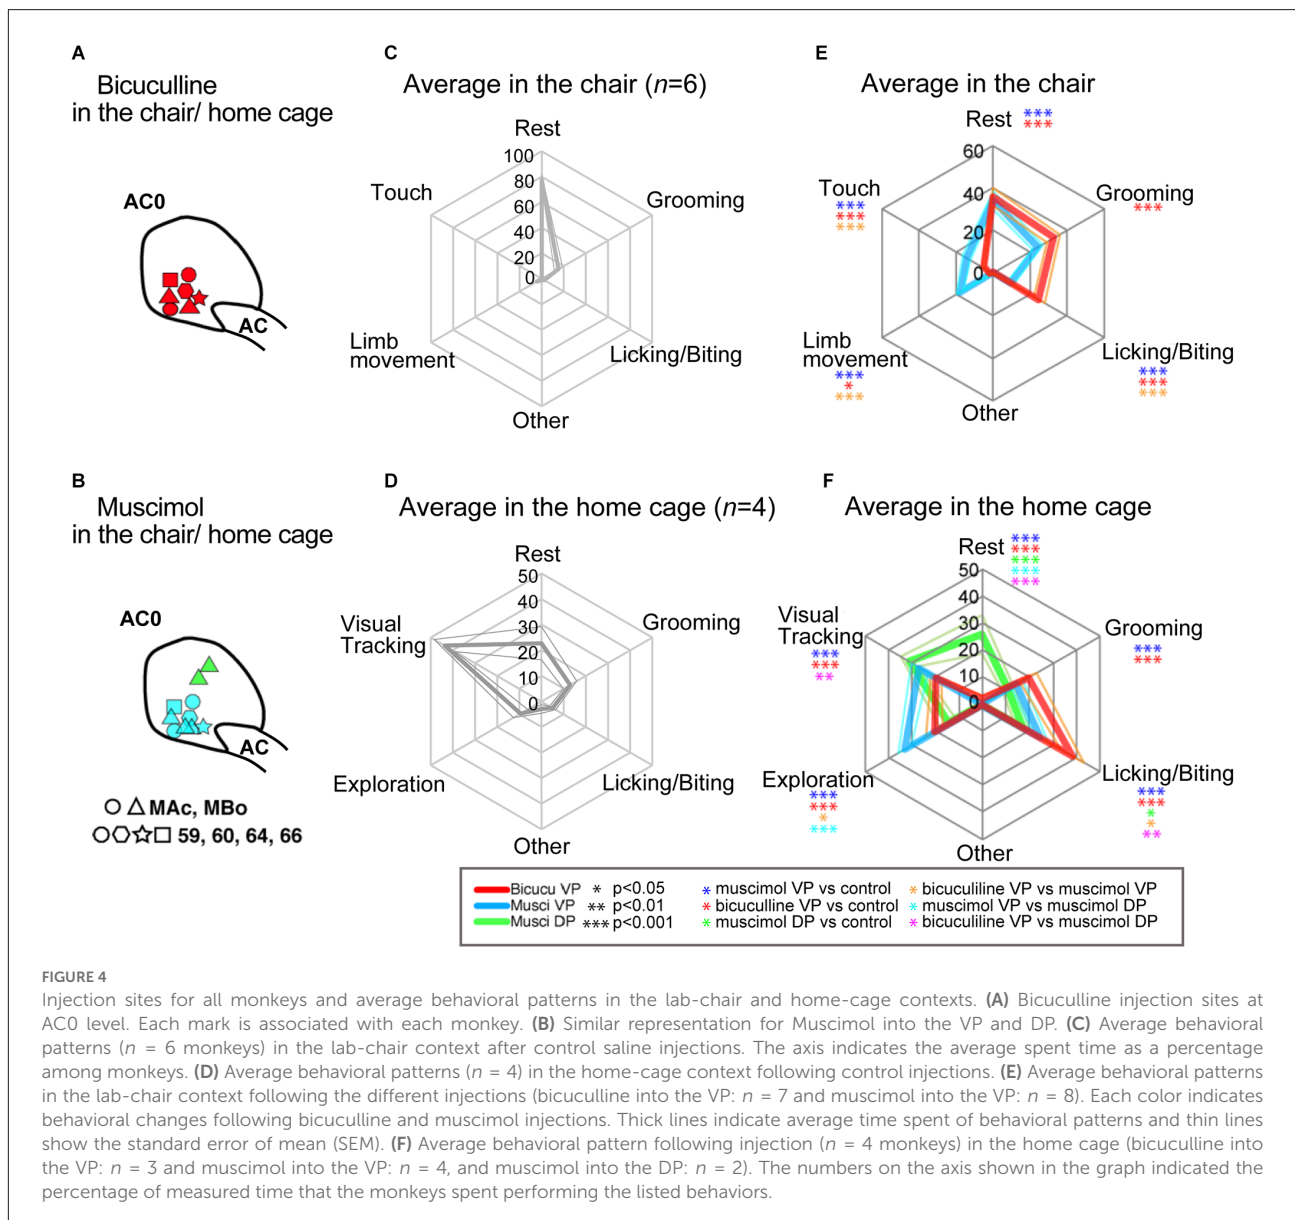 A
Bicuculline
in the chair/ home cage
AC0
AC
C
Average in the chair (n=6)
Rest
100
80
60
40
20
0
Touch
Grooming
Limb
movement
Licking/Biting
Other
E
Average in the chair
Rest ***
***
60
40
20
0
Touch
***
***
***
Grooming
***
Limb
movement
***
*
***
Licking/Biting
***
***
***
Other
B
Muscimol
in the chair/ home cage
AC0
AC
MAc, MBo
59, 60, 64, 66
D
Average in the home cage (n=4)
Rest
50
40
30
20
10
0
Visual
Tracking
Grooming
Exploration
Licking/Biting
Other
F
Average in the home cage
Rest ***
***
***
***
***
50
40
30
20
10
0
Visual
Tracking
***
***
**
Grooming
***
***
Exploration
***
***
*
***
Licking/Biting
***
***
*
*
**
Other
Bicucu VP * p<0.05 * muscimol VP vs control * bicuculiline VP vs muscimol VP
Musci VP ** p<0.01 * bicuculline VP vs control * muscimol VP vs muscimol DP
Musci DP *** p<0.001 * muscimol DP vs control * bicuculiline VP vs muscimol DP
FIGURE 4
Injection sites for all monkeys and average behavioral patterns in the lab-chair and home-cage contexts. (A) Bicuculline injection sites at
AC0 level. Each mark is associated with each monkey. (B) Similar representation for Muscimol into the VP and DP. (C) Average behavioral
patterns (n = 6 monkeys) in the lab-chair context after control saline injections. The axis indicates the average spent time as a percentage
among monkeys. (D) Average behavioral patterns (n = 4) in the home-cage context following control injections. (E) Average behavioral patterns
in the lab-chair context following the different injections (bicuculline into the VP: n = 7 and muscimol into the VP: n = 8). Each color indicates
behavioral changes following bicuculline and muscimol injections. Thick lines indicate average time spent of behavioral patterns and thin lines
show the standard error of mean (SEM). (F) Average behavioral pattern following injection (n = 4 monkeys) in the home cage (bicuculline into
the VP: n = 3 and muscimol into the VP: n = 4, and muscimol into the DP: n = 2). The numbers on the axis shown in the graph indicated the
percentage of measured time that the monkeys spent performing the listed behaviors.